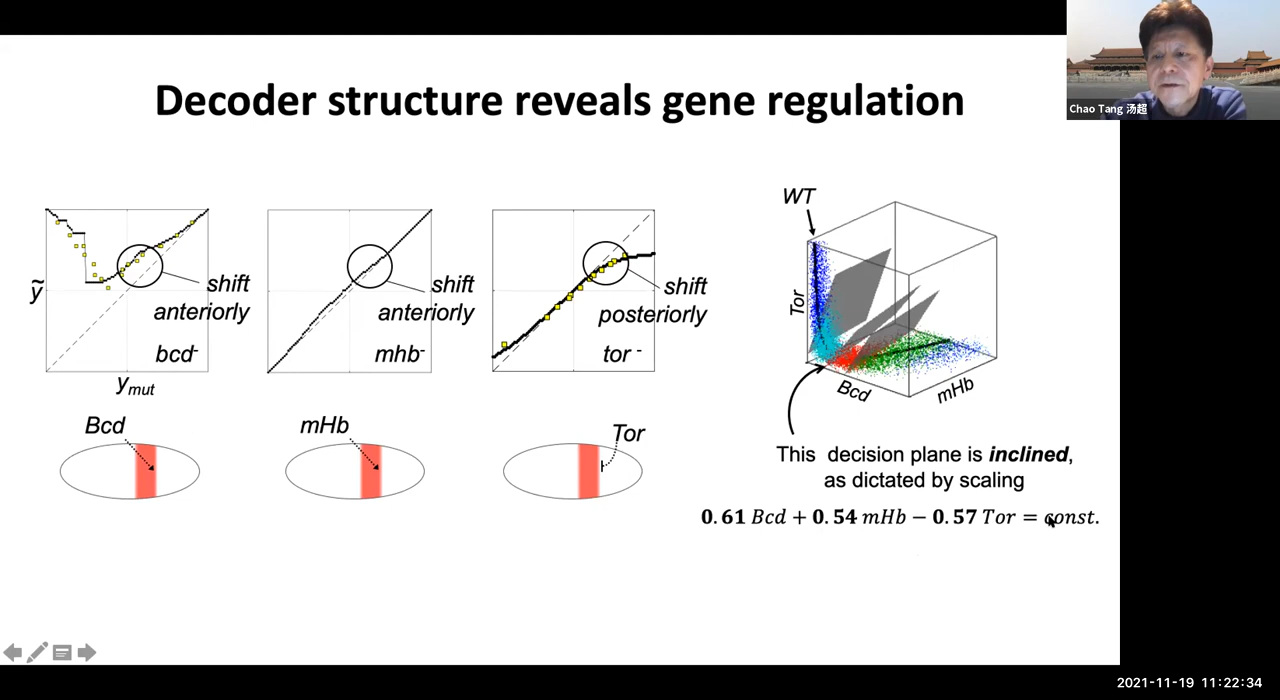 Chao Tang 汤超
Decoder structure reveals gene regulation
ỹ
shift
anteriorly
bcd-
y_mut
shift
anteriorly
mhb-
shift
posteriorly
tor -
WT
Tor
Bcd
mHb
Bcd
mHb
Tor
This decision plane is inclined,
as dictated by scaling
0.61 Bcd + 0.54 mHb − 0.57 Tor = const.
2021-11-19 11:22:34